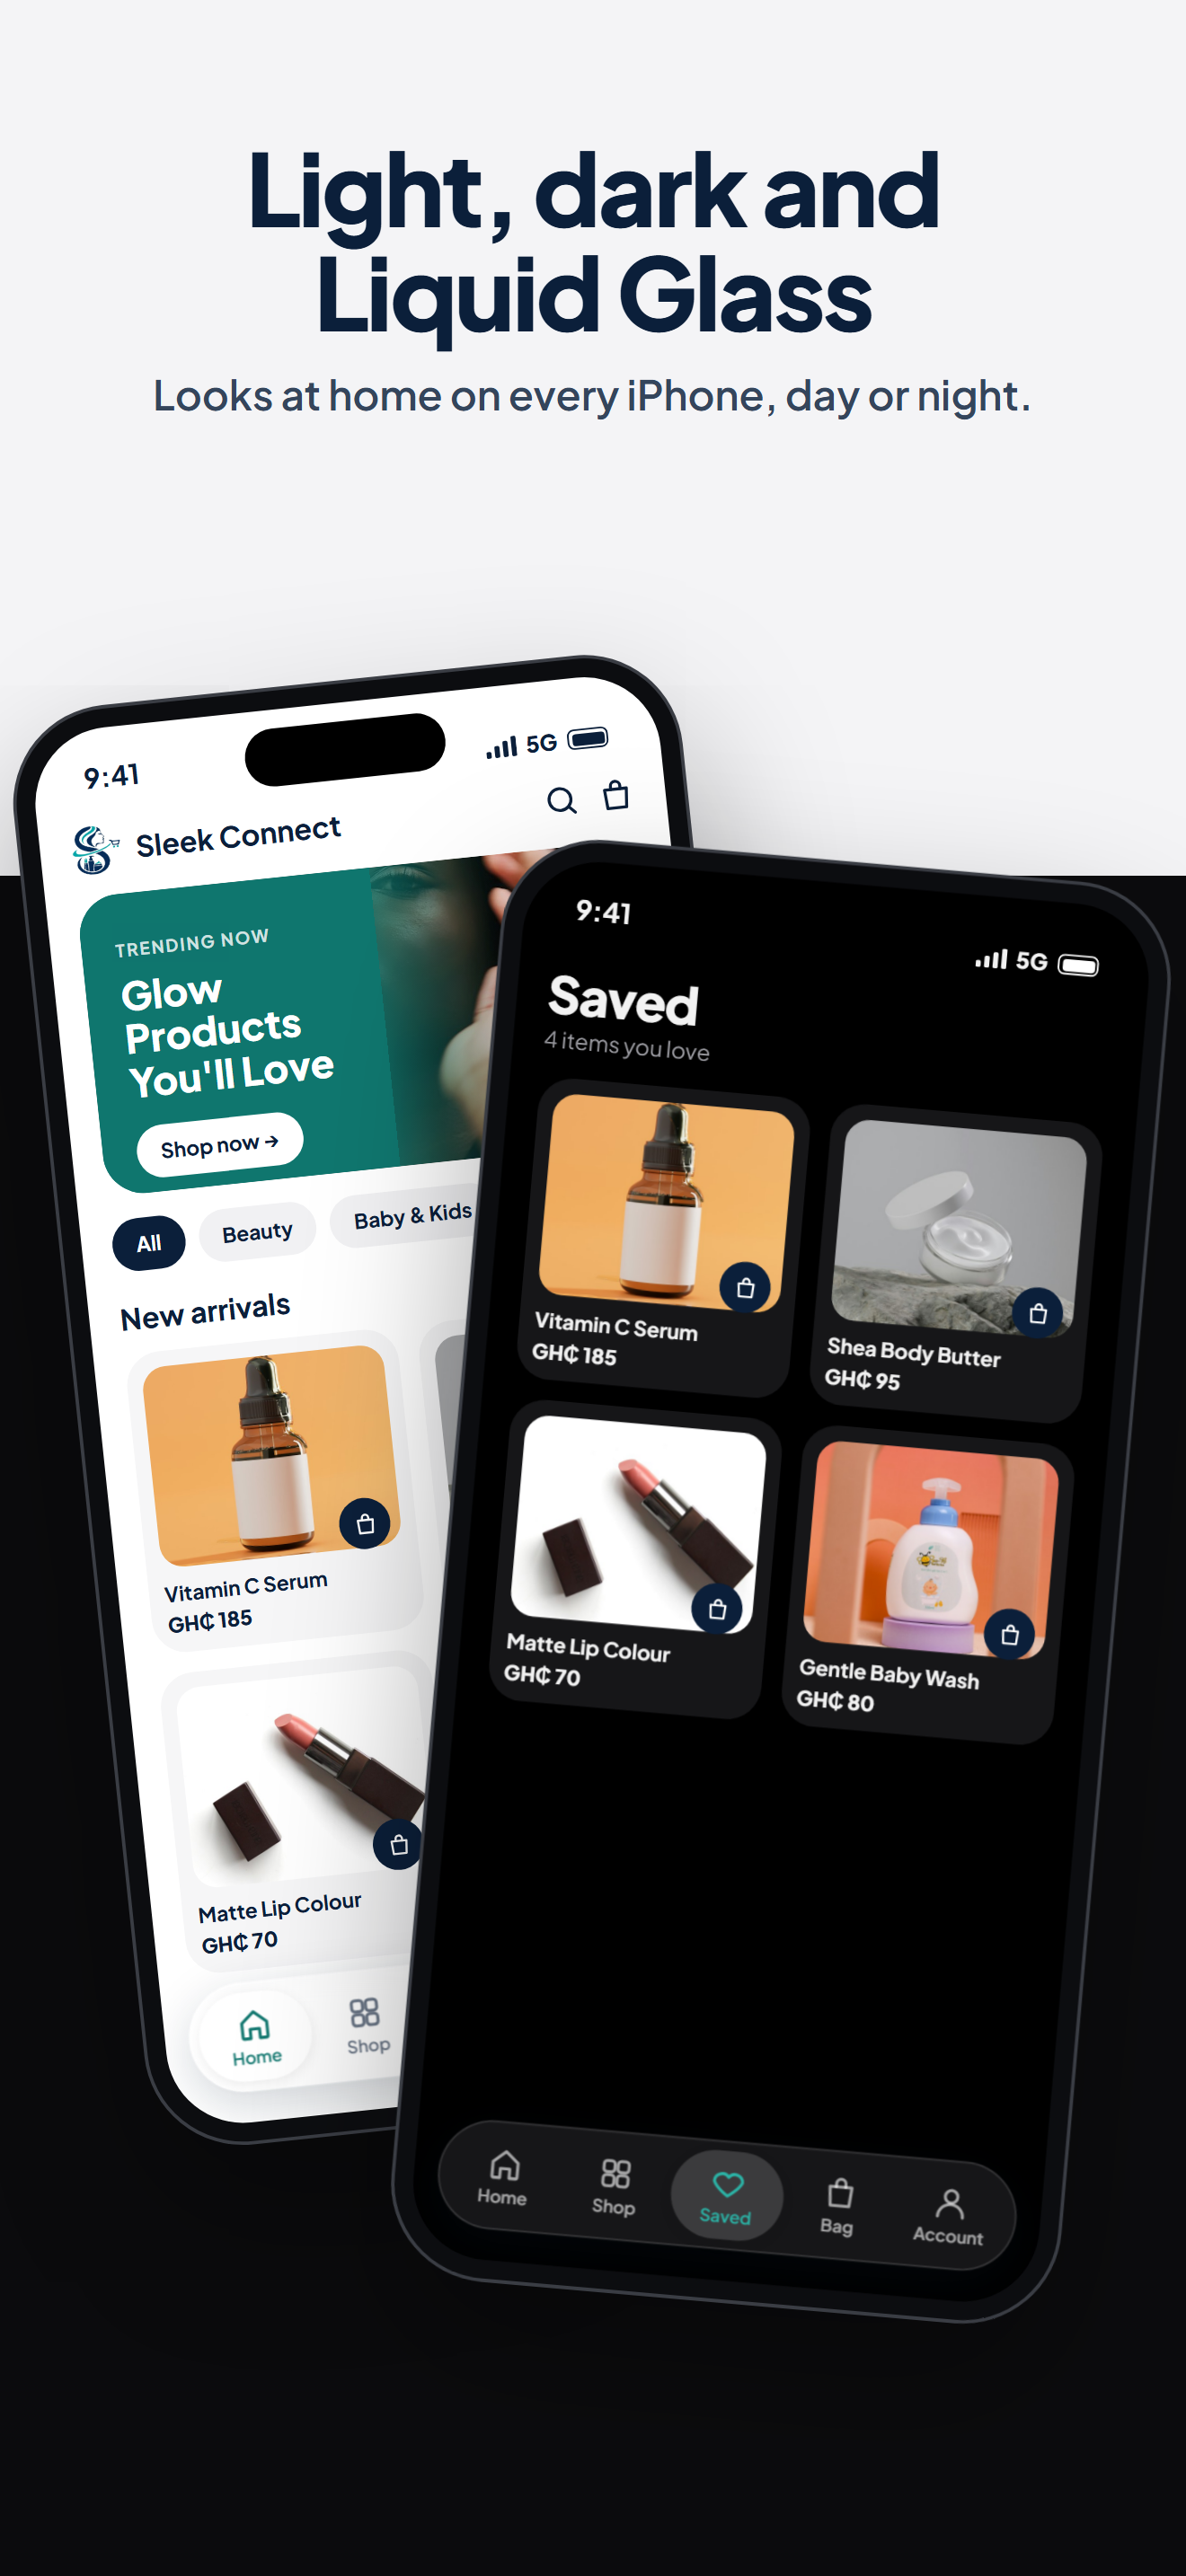 Light, dark and
Liquid Glass
Looks at home on every iPhone, day or night.
9:41
5G
Sleek Connect
TRENDING NOW
Glow
Products
You'll Love
Shop now →
All
Beauty
Baby & Kids
New arrivals
Vitamin C Serum
GH₵ 185
Matte Lip Colour
GH₵ 70
Home
Shop
9:41
5G
Saved
4 items you love
Vitamin C Serum
GH₵ 185
Shea Body Butter
GH₵ 95
Matte Lip Colour
GH₵ 70
Gentle Baby Wash
GH₵ 80
Home
Shop
Saved
Bag
Account